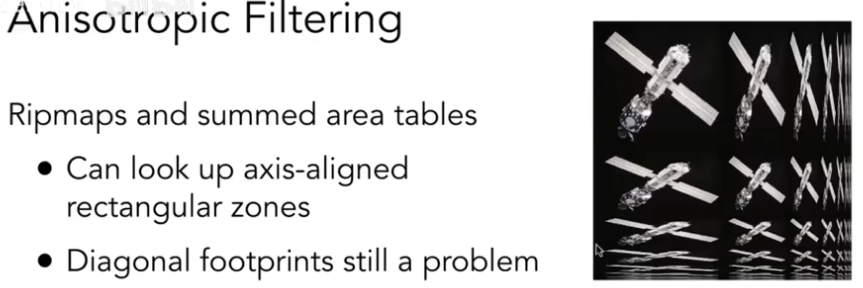 Anisotropic Filtering
Ripmaps and summed area tables
● Can look up axis-aligned
rectangular zones
● Diagonal footprints still a problem